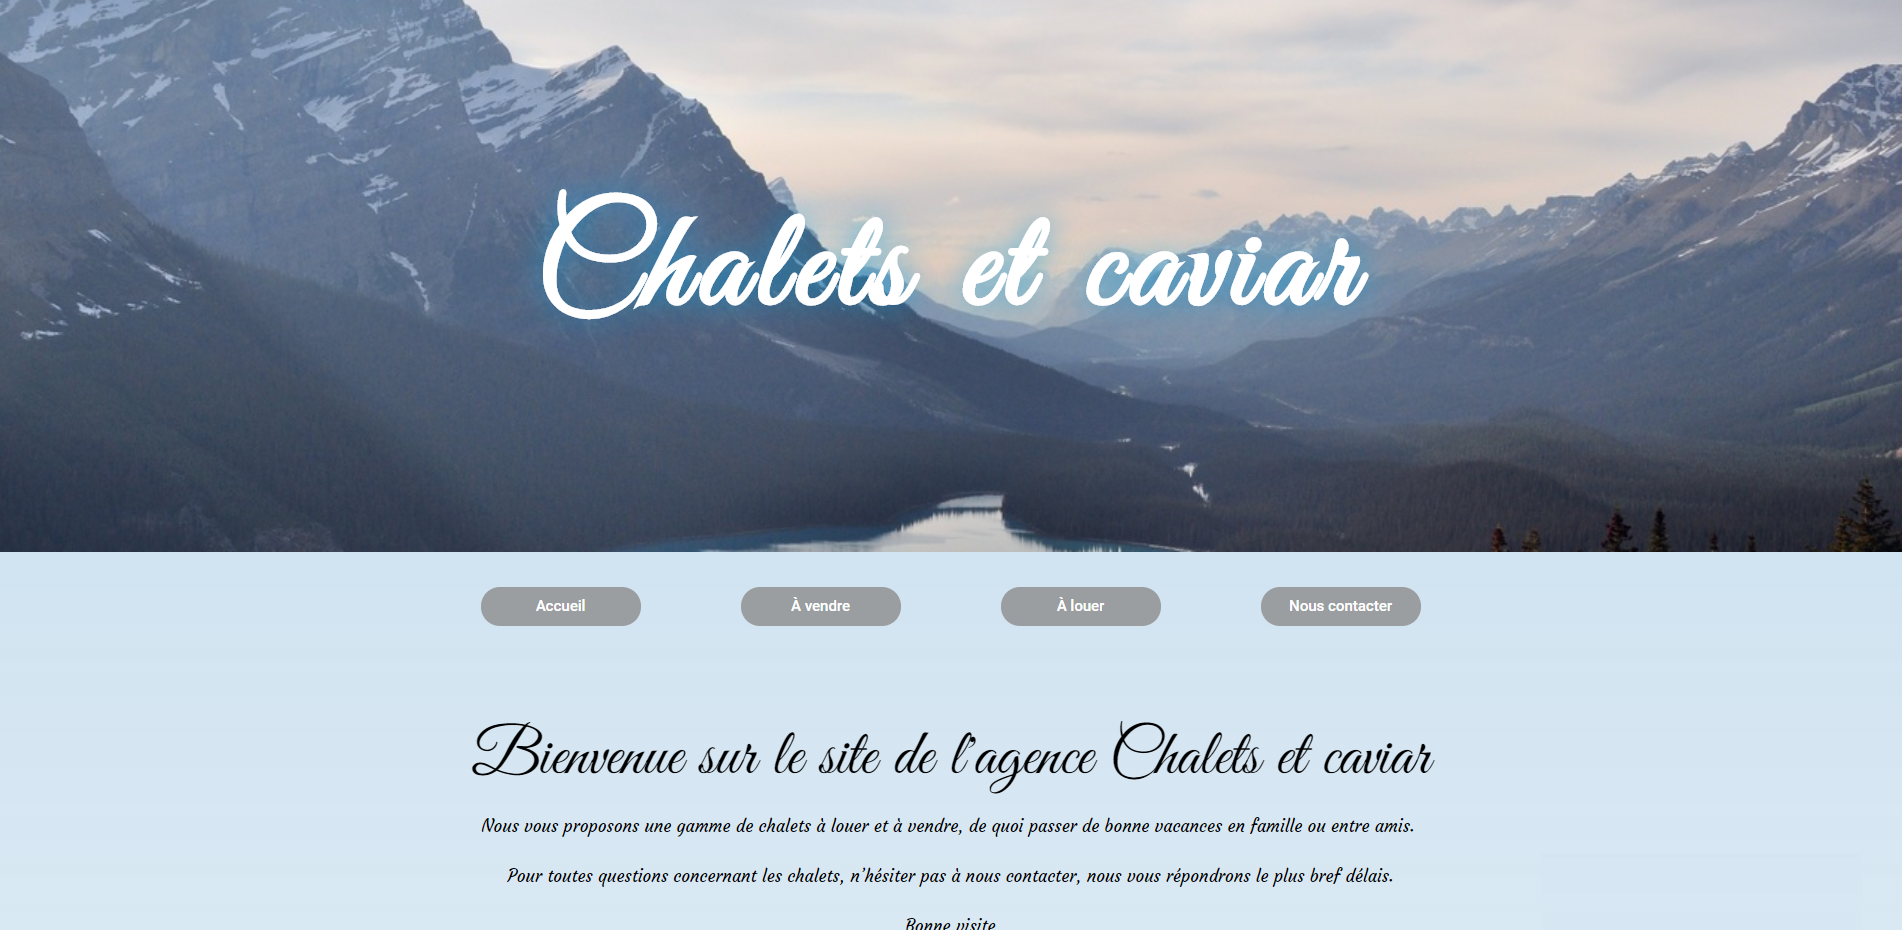 Chalets et caviar
Accueil
À vendre
À louer
Nous contacter
Bienvenue sur le site de l'agence Chalets et caviar
Nous vous proposons une gamme de chalets à louer et à vendre, de quoi passer de bonne vacances en famille ou entre amis.
Pour toutes questions concernant les chalets, n'hésiter pas à nous contacter, nous vous répondrons le plus bref délais.
Bonne visite